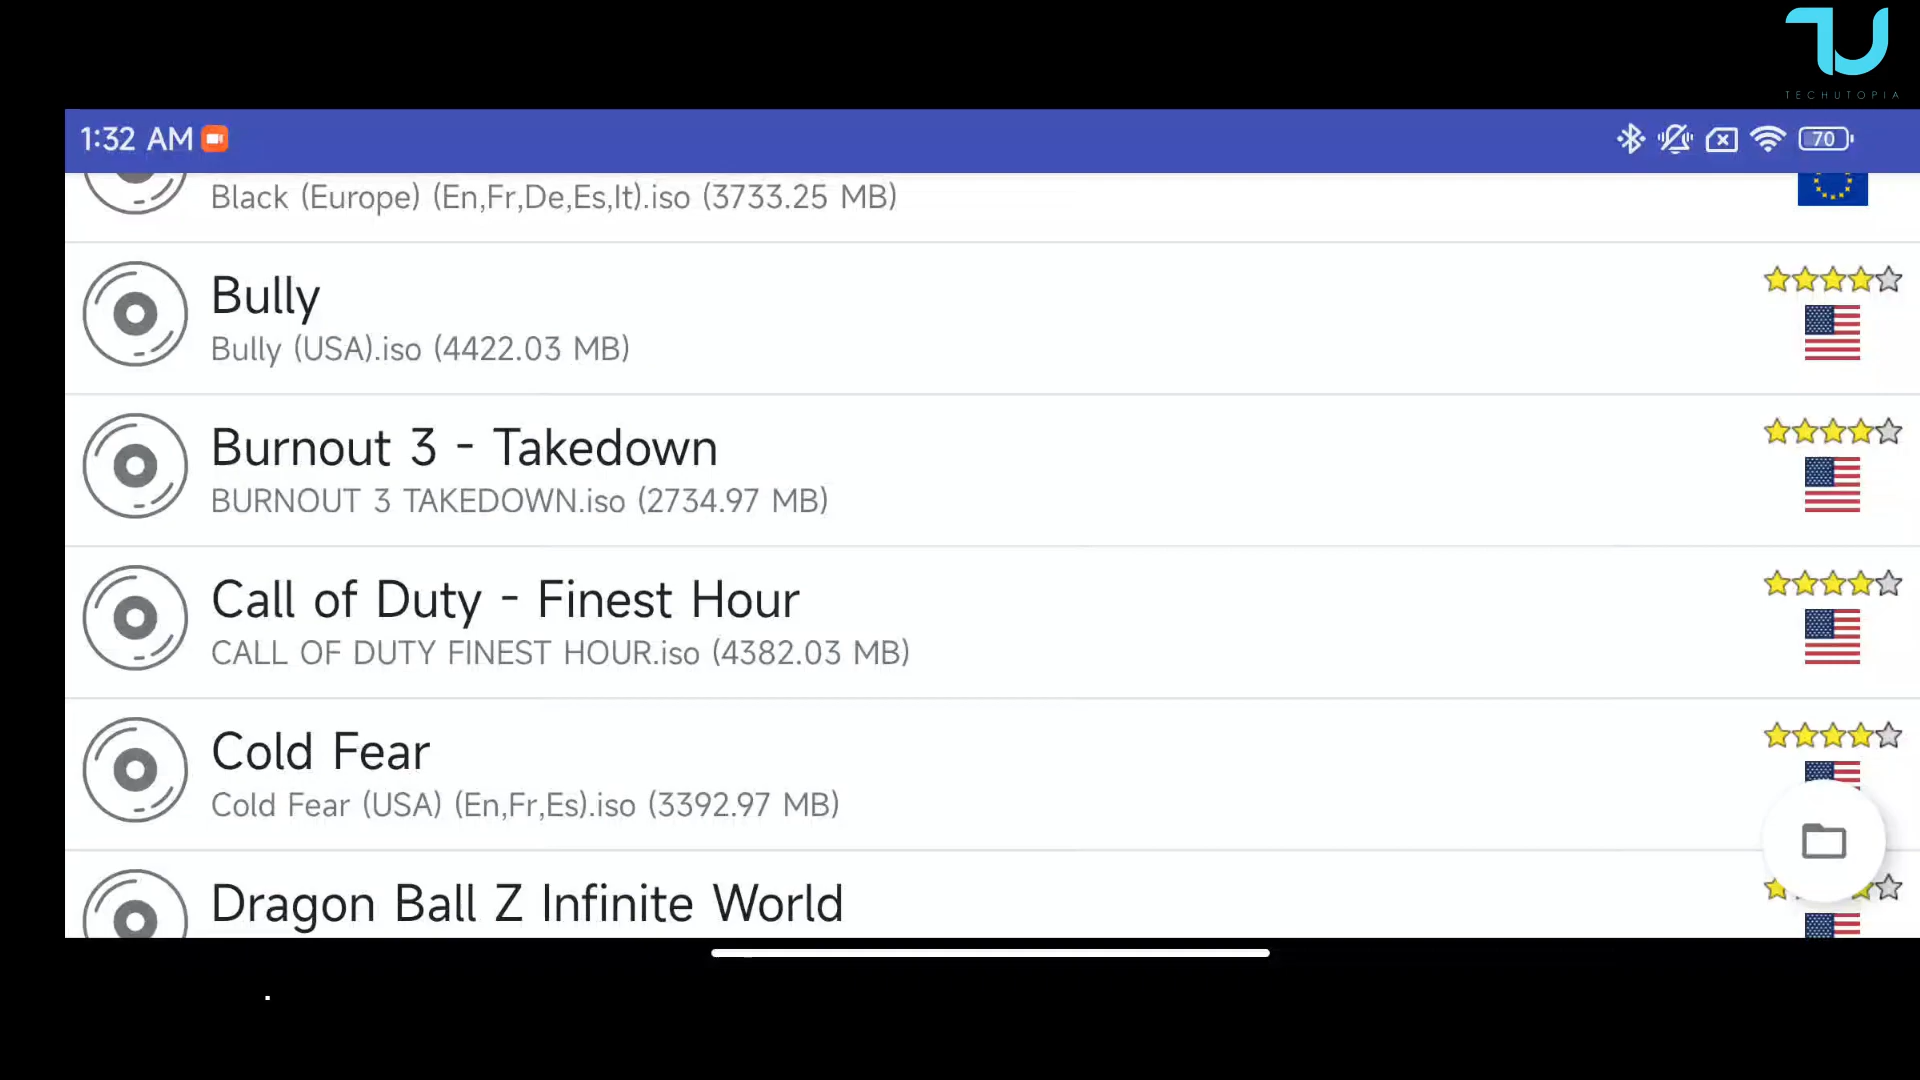 TECHUTOPIA
1:32 AM
70
Black (Europe) (En,Fr,De,Es,It).iso (3733.25 MB)
Bully
Bully (USA).iso (4422.03 MB)
Burnout 3 - Takedown
BURNOUT 3 TAKEDOWN.iso (2734.97 MB)
Call of Duty - Finest Hour
CALL OF DUTY FINEST HOUR.iso (4382.03 MB)
Cold Fear
Cold Fear (USA) (En,Fr,Es).iso (3392.97 MB)
Dragon Ball Z Infinite World